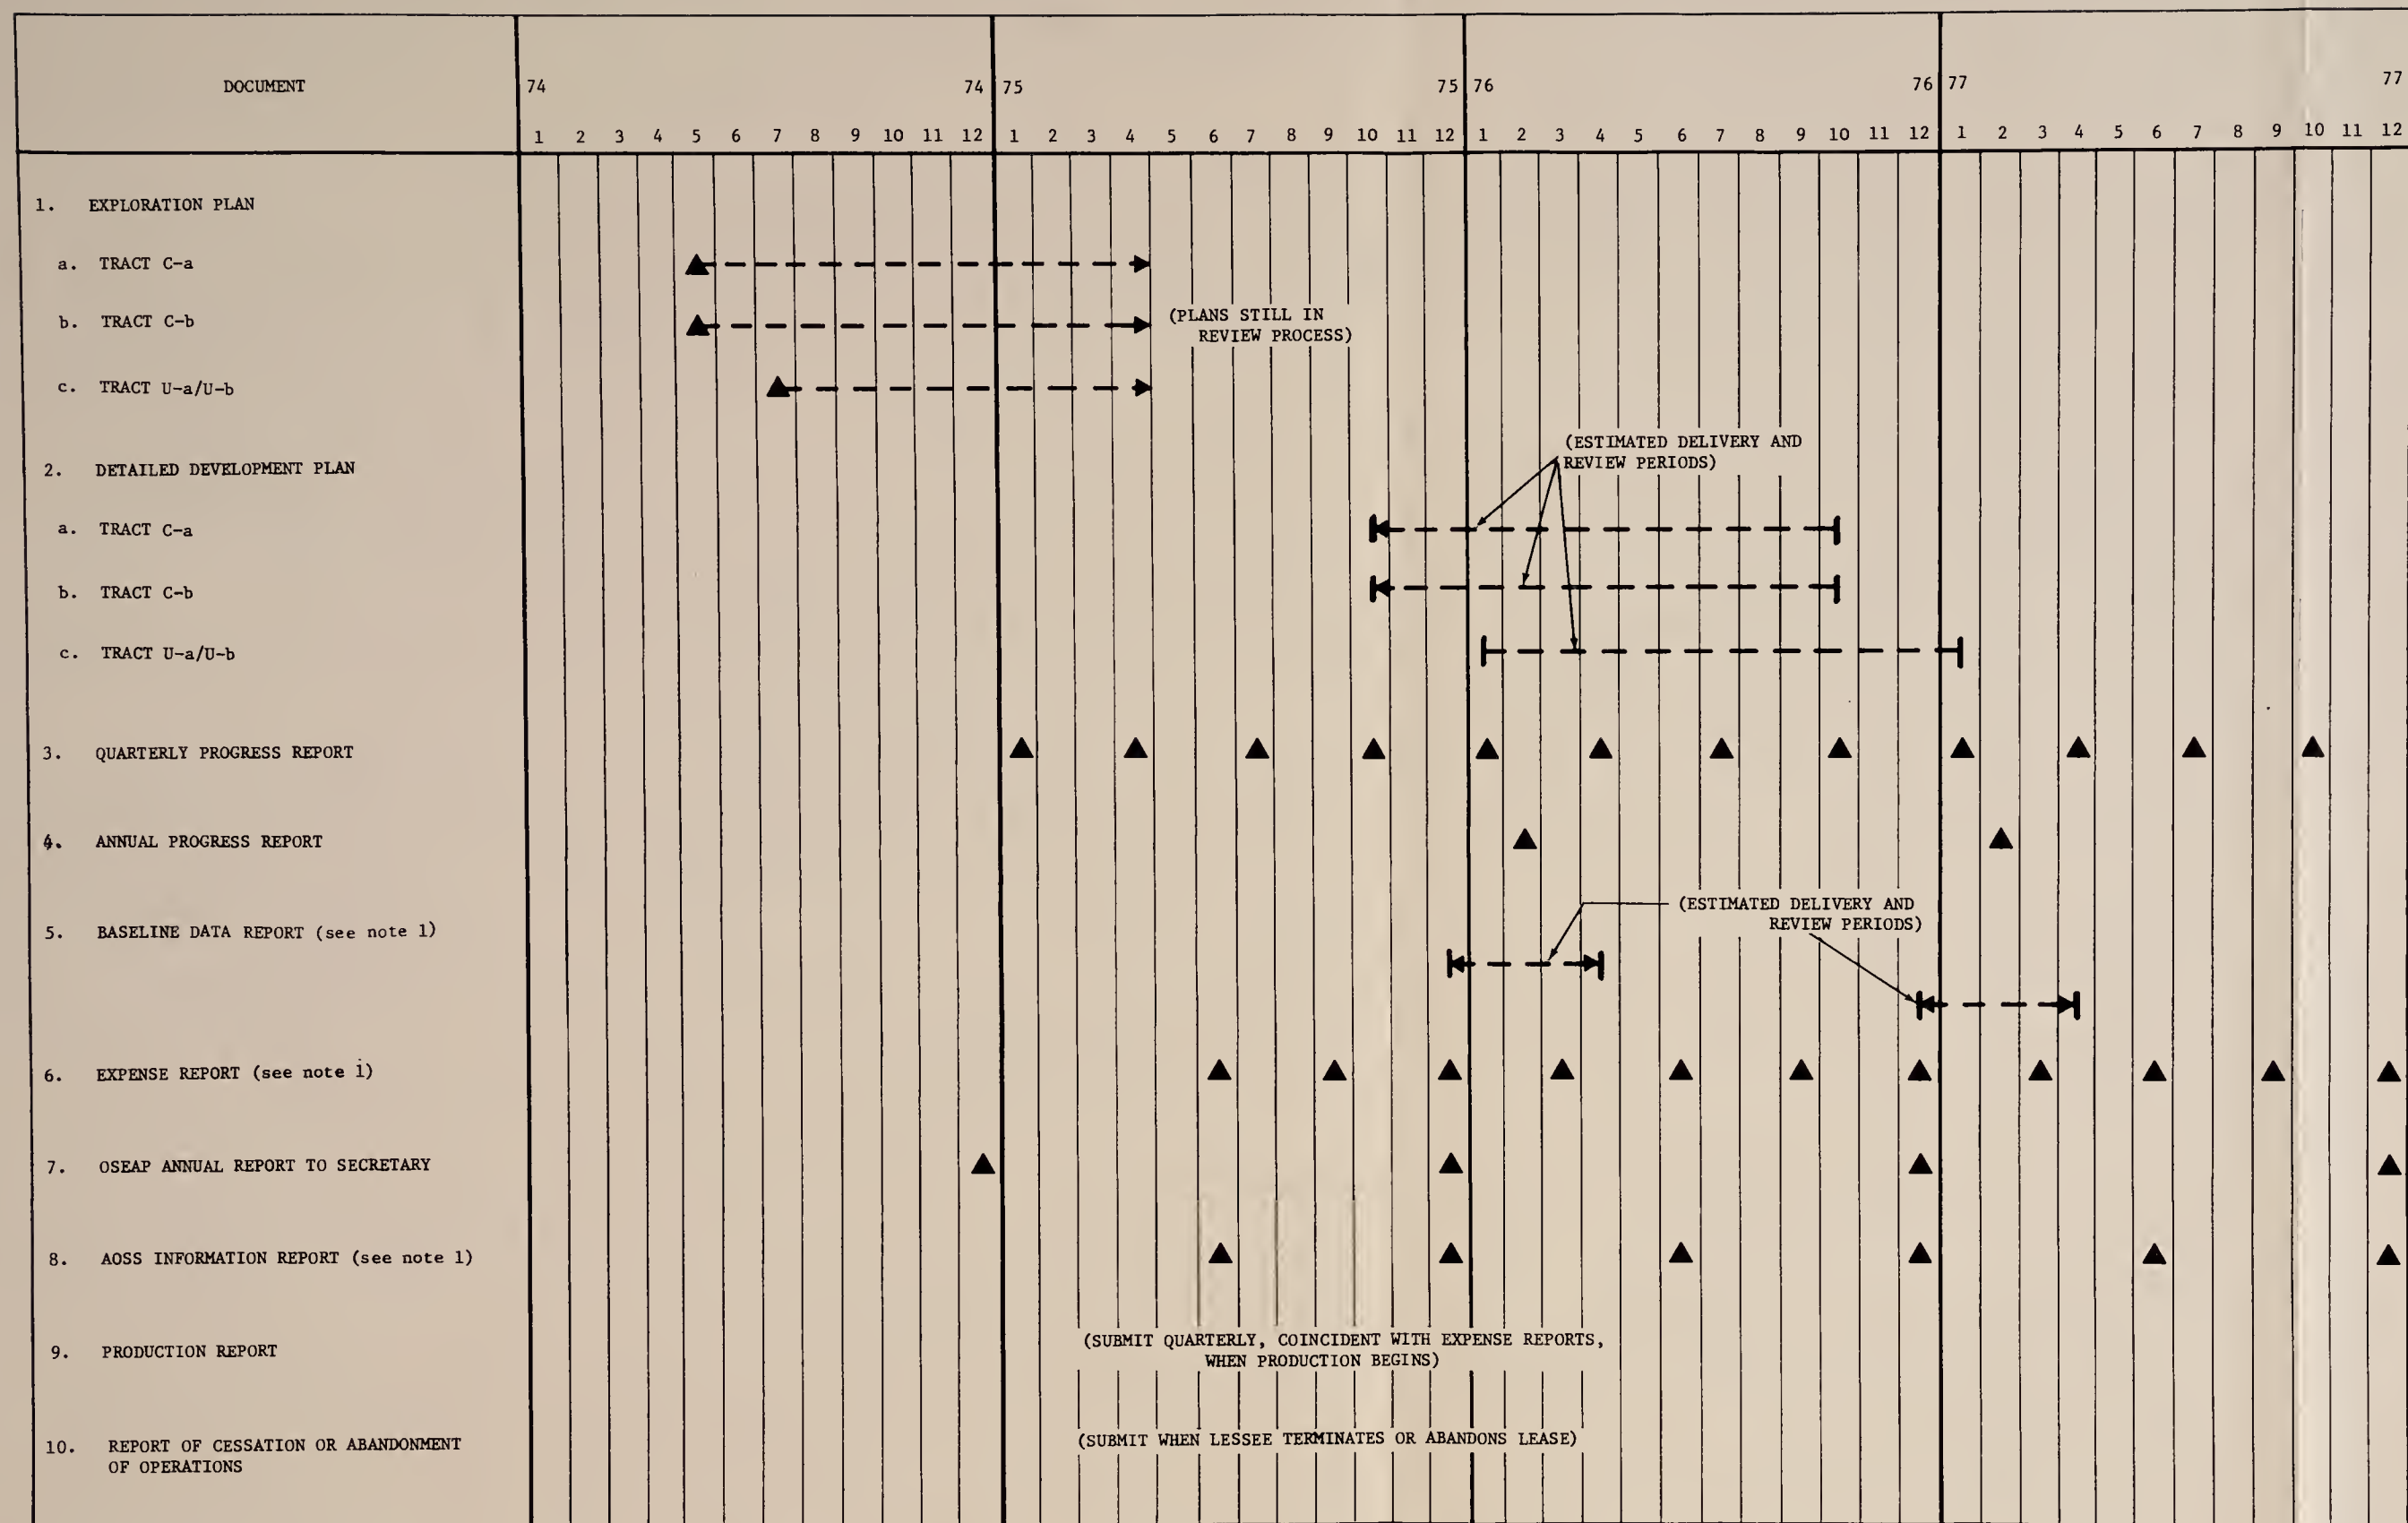 DOCUMENT
74 74 75 75 76 76 77 77
1 2 3 4 5 6 7 8 9 10 11 12 1 2 3 4 5 6 7 8 9 10 11 12 1 2 3 4 5 6 7 8 9 10 11 12 1 2 3 4 5 6 7 8 9 10 11 12
1. EXPLORATION PLAN
a. TRACT C-a
b. TRACT C-b
(PLANS STILL IN
REVIEW PROCESS)
c. TRACT U-a/U-b
(ESTIMATED DELIVERY AND
REVIEW PERIODS)
2. DETAILED DEVELOPMENT PLAN
a. TRACT C-a
b. TRACT C-b
c. TRACT U-a/U-b
3. QUARTERLY PROGRESS REPORT
4. ANNUAL PROGRESS REPORT
(ESTIMATED DELIVERY AND
REVIEW PERIODS)
5. BASELINE DATA REPORT (see note 1)
6. EXPENSE REPORT (see note 1)
7. OSEAP ANNUAL REPORT TO SECRETARY
8. AOSS INFORMATION REPORT (see note 1)
9. PRODUCTION REPORT
(SUBMIT QUARTERLY, COINCIDENT WITH EXPENSE REPORTS,
WHEN PRODUCTION BEGINS)
10. REPORT OF CESSATION OR ABANDONMENT
OF OPERATIONS
(SUBMIT WHEN LESSEE TERMINATES OR ABANDONS LEASE)